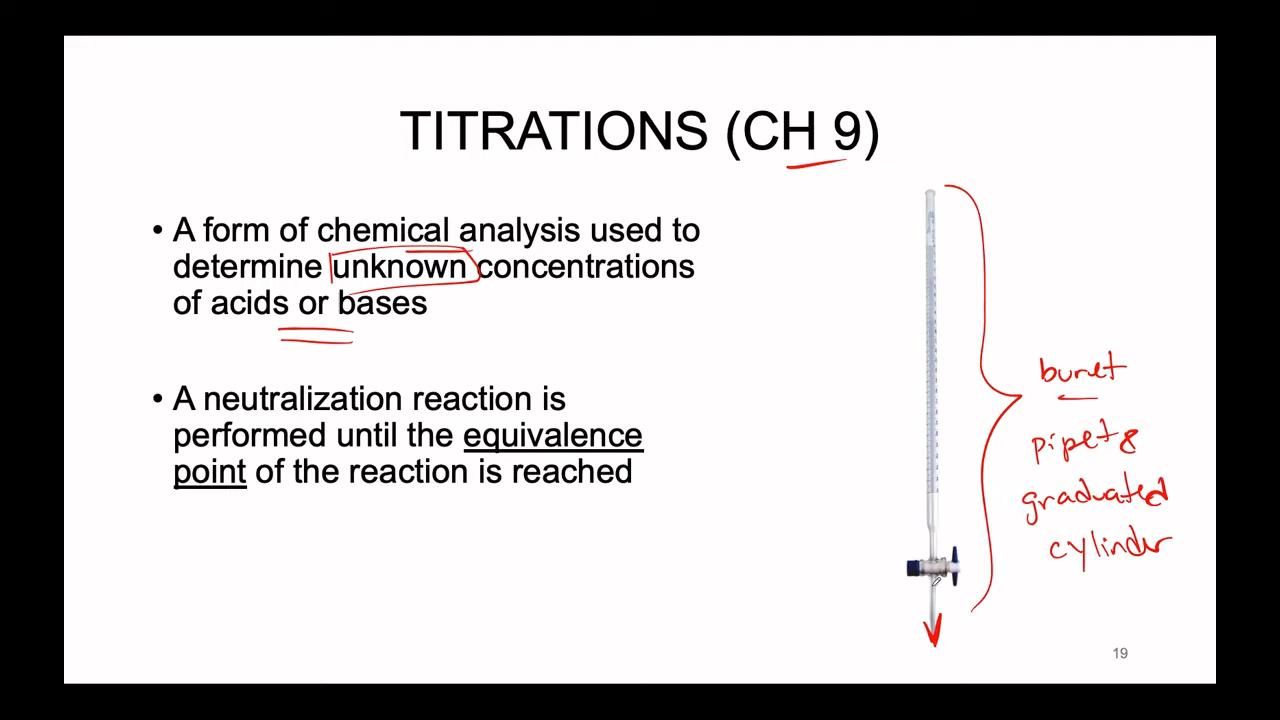 TITRATIONS (CH 9)
• A form of chemical analysis used to
determine unknown concentrations
of acids or bases
• A neutralization reaction is
performed until the equivalence
point of the reaction is reached
buret
pipet &
graduated
cylinder
19